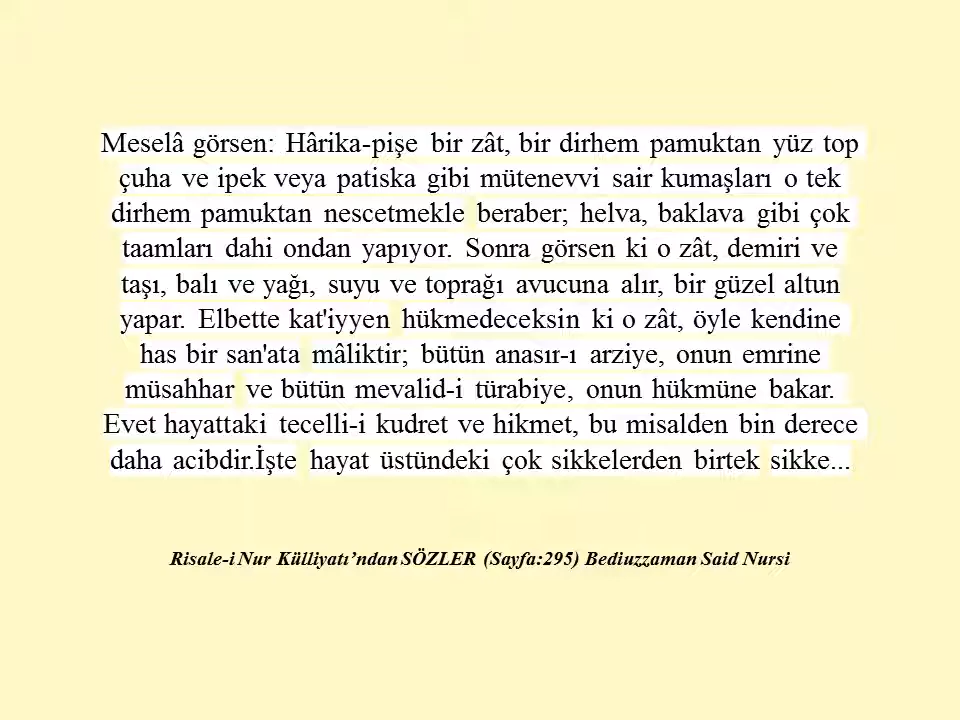 Meselâ görsen: Hârika-pişe bir zât, bir dirhem pamuktan yüz top
çuha ve ipek veya patiska gibi mütenevvi sair kumaşları o tek
dirhem pamuktan nescetmekle beraber; helva, baklava gibi çok
taamları dahi ondan yapıyor. Sonra görsen ki o zât, demiri ve
taşı, balı ve yağı, suyu ve toprağı avucuna alır, bir güzel altun
yapar. Elbette kat'iyyen hükmedeceksin ki o zât, öyle kendine
has bir san'ata mâliktir; bütün anasır-ı arziye, onun emrine
müsahhar ve bütün mevalid-i türabiye, onun hükmüne bakar.
Evet hayattaki tecelli-i kudret ve hikmet, bu misalden bin derece
daha acibdir.İşte hayat üstündeki çok sikkelerden birtek sikke...
Risale-i Nur Külliyatı’ndan SÖZLER (Sayfa:295) Bediuzzaman Said Nursi